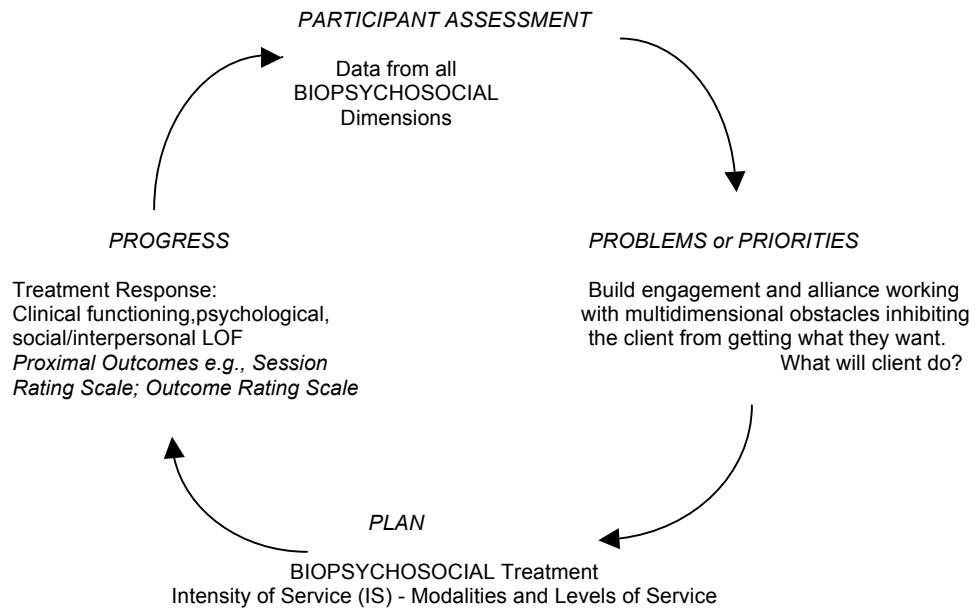 PARTICIPANT ASSESSMENT
Data from all
BIOPSYCHOSOCIAL
Dimensions
PROBLEMS or PRIORITIES
Build engagement and alliance working
with multidimensional obstacles inhibiting
the client from getting what they want.
What will client do?
PLAN
BIOPSYCHOSOCIAL Treatment
Intensity of Service (IS) - Modalities and Levels of Service
PROGRESS
Treatment Response:
Clinical functioning,psychological,
social/interpersonal LOF
Proximal Outcomes e.g., Session
Rating Scale; Outcome Rating Scale